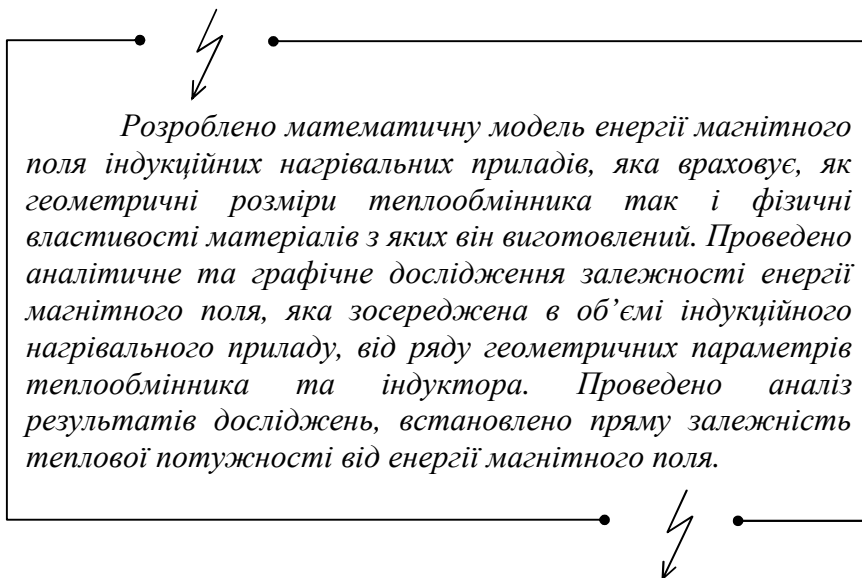 Розроблено математичну модель енергії магнітного
поля індукційних нагрівальних приладів, яка враховує, як
геометричні розміри теплообмінника так і фізичні
властивості матеріалів з яких він виготовлений. Проведено
аналітичне та графічне дослідження залежності енергії
магнітного поля, яка зосереджена в об’ємі індукційного
нагрівального приладу, від ряду геометричних параметрів
теплообмінника та індуктора. Проведено аналіз
результатів досліджень, встановлено пряму залежність
теплової потужності від енергії магнітного поля.